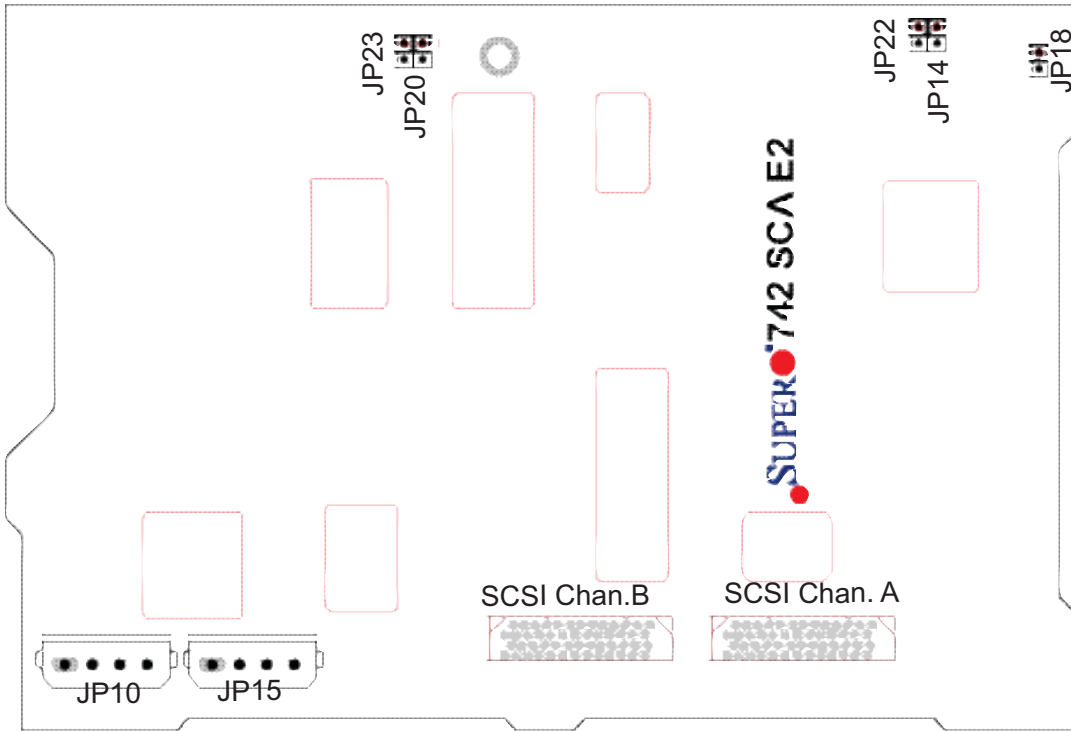 JP23
JP20
JP22
JP14
JP18
SUPER 742 SCA E2
SCSI Chan.B
SCSI Chan. A
JP10
JP15